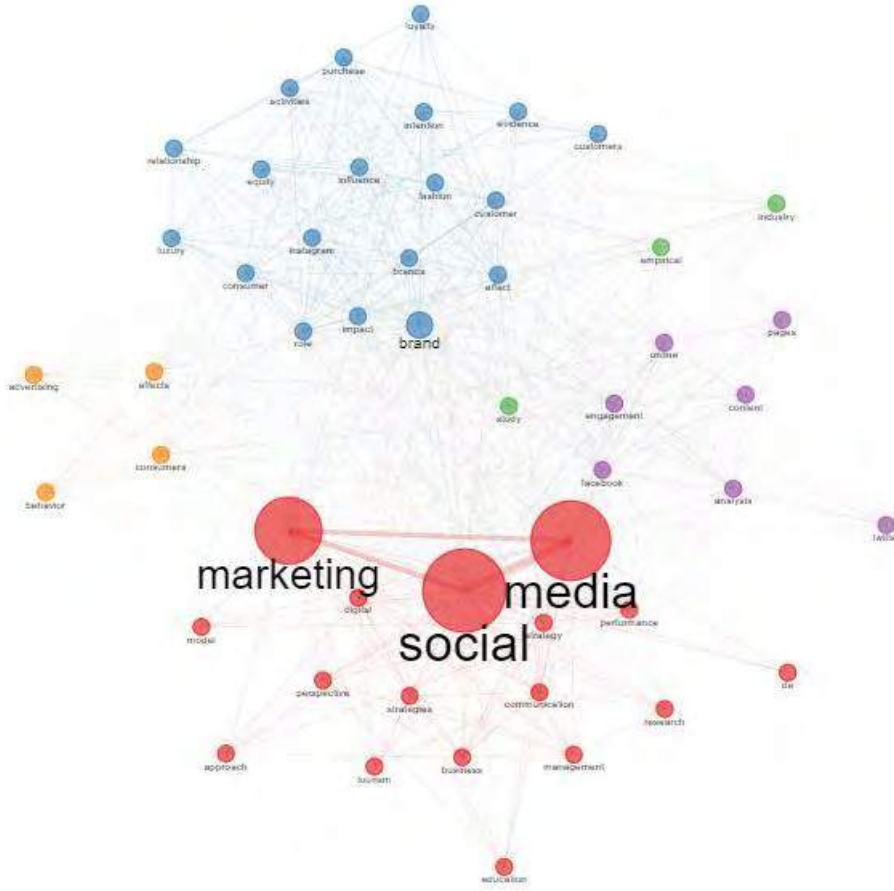 loyalty
purchase
activities
intention
evidence
customers
relationship
equity
influence
fashion
customer
industry
luxury
instagram
empirical
brands
consumer
effect
pages
role
impact
brand
online
advertising
effects
content
study
engagement
consumers
facebook
behavior
analysis
marketing
media
digital
performance
model
strategy
social
perspective
strategies
communication
research
approach
tourism
business
management
education